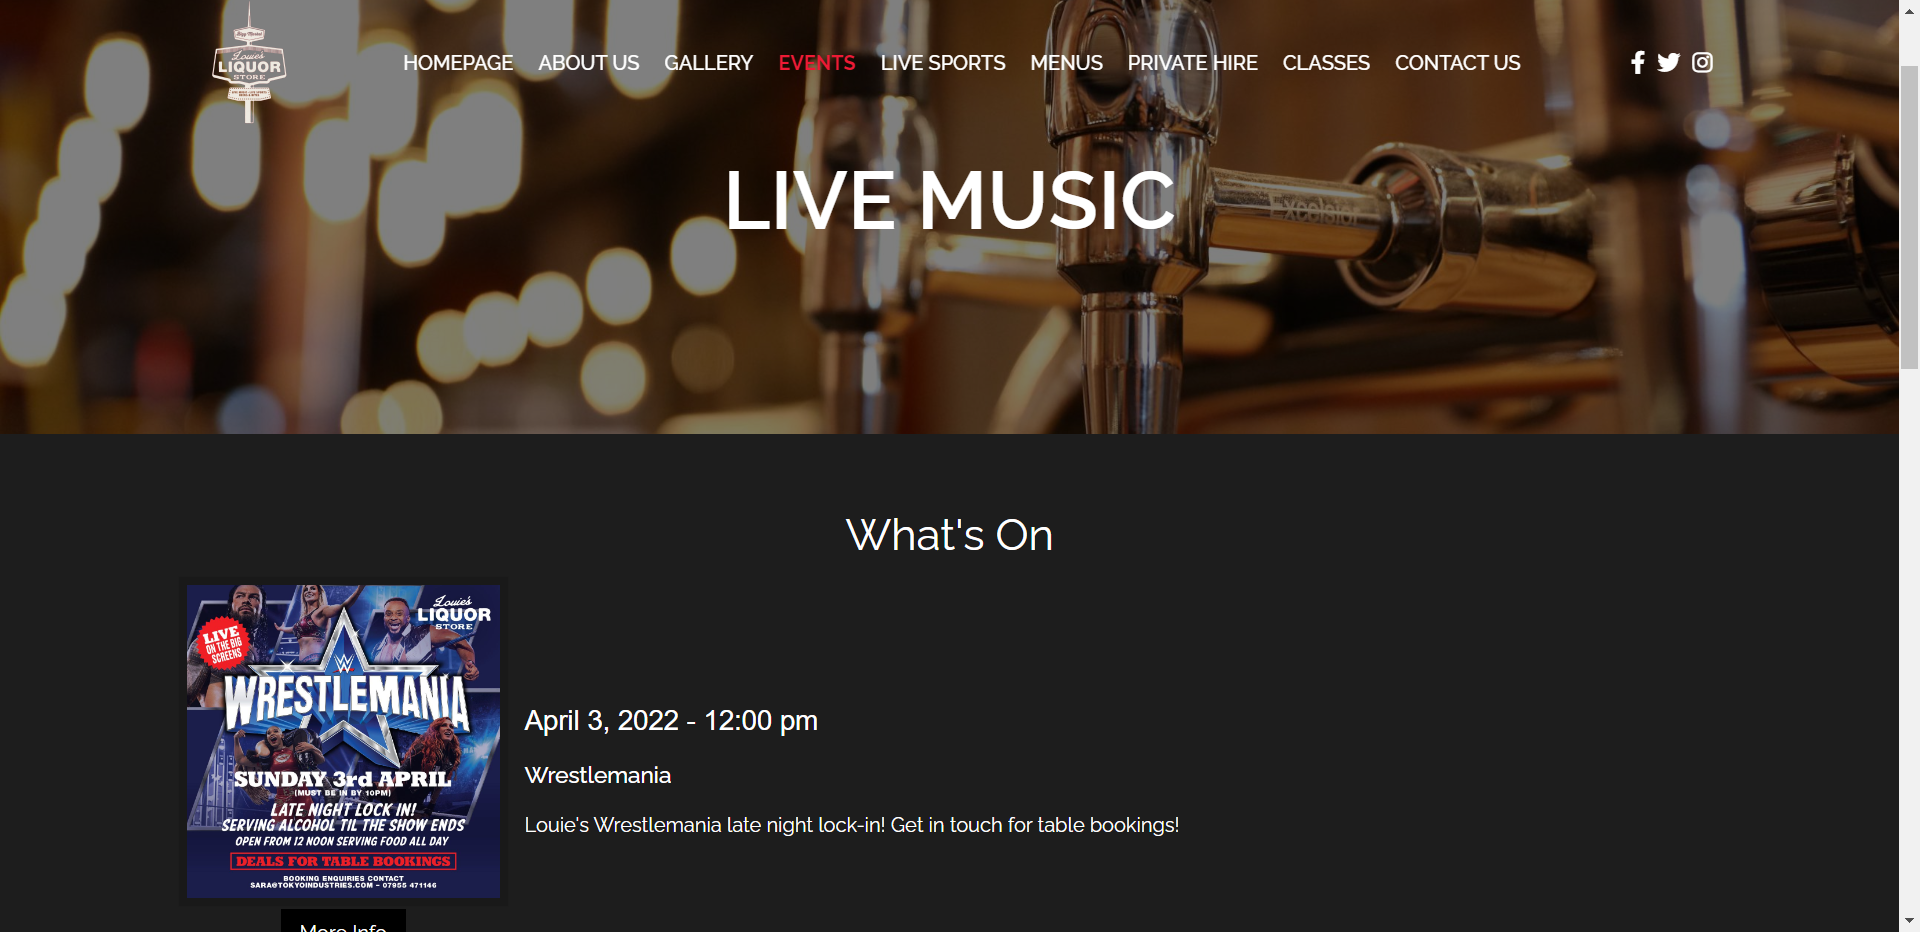 Bigg Market
Louie's
LIQUOR
STORE
HOMEPAGE ABOUT US GALLERY EVENTS LIVE SPORTS MENUS PRIVATE HIRE CLASSES CONTACT US
LIVE MUSIC
Excelsior
What's On
Louie's
LIQUOR
STORE
LIVE
ON THE BIG
SCREENS
W
WRESTLEMANIA
SUNDAY 3rd APRIL
(MUST BE IN BY 10PM)
LATE NIGHT LOCK IN!
SERVING ALCOHOL TIL THE SHOW ENDS
OPEN FROM 12 NOON SERVING FOOD ALL DAY
DEALS FOR TABLE BOOKINGS
BOOKING ENQUIRIES CONTACT
SARA@TOKYOINDUSTRIES.COM - 07955 471146
April 3, 2022 - 12:00 pm
Wrestlemania
Louie's Wrestlemania late night lock-in! Get in touch for table bookings!
More Info